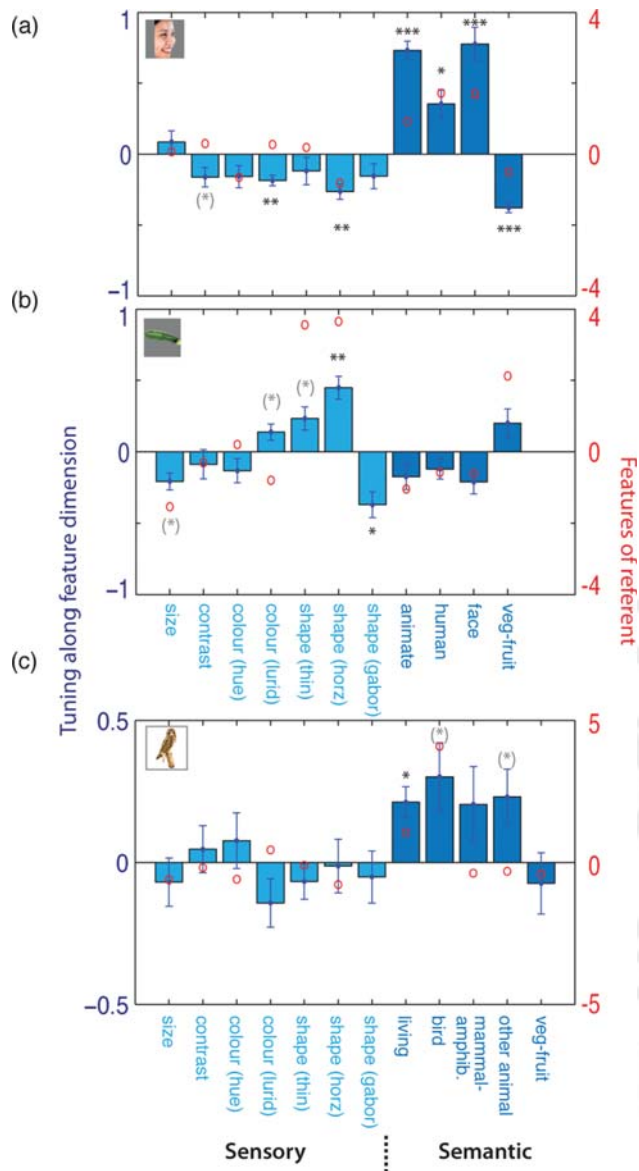 (a)
1
0
−1
4
0
-4
***
*
***
(*)
**
**
***
(b)
1
0
−1
4
0
-4
(*)
(*)
(*)
**
*
Tuning along feature dimension
Features of referent
size
contrast
colour (hue)
colour (lurid)
shape (thin)
shape (horz)
shape (gabor)
animate
human
face
veg-fruit
(c)
0.5
0
−0.5
5
0
-5
*
(*)
(*)
size
contrast
colour (hue)
colour (lurid)
shape (thin)
shape (horz)
shape (gabor)
living
bird
mammal-
amphib.
other animal
veg-fruit
Sensory
Semantic